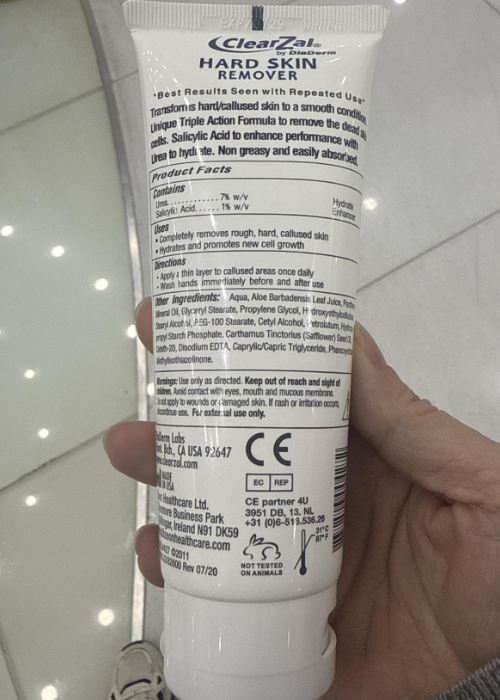 ClearZal®
by DiaDerm
HARD SKIN
REMOVER
*Best Results Seen with Repeated Use*
Transforms hard/callused skin to a smooth
Unique Triple Action Formula to remove the dead
cells. Salicylic Acid to enhance performance with
Urea to hydrate. Non greasy and easily absorbed.
Product Facts
Contains
Urea.............. 7% w/v Hydrate
Salicylic Acid...... 1% w/v Enhancer
Uses
• Completely removes rough, hard, callused skin
• Hydrates and promotes new cell growth
Directions
• Apply a thin layer to callused areas once daily
• Wash hands immediately before and after use
Other Ingredients: Aqua, Aloe Barbadensis Leaf Juice,
Mineral Oil, Glyceryl Stearate, Propylene Glycol,
Stearyl Alcohol, PEG-100 Stearate, Cetyl Alcohol, Petrolatum,
Starch Phosphate, Carthamus Tinctorius (Safflower) Seed
Disodium EDTA, Caprylic/Capric Triglyceride,
Methylisothiazolinone.
Warnings: Use only as directed. Keep out of reach and sight of
children. Avoid contact with eyes, mouth and mucous membrane.
Do not apply to wounds or damaged skin. If rash or irritation occurs,
discontinue use. For external use only.
Labs
CA USA 92647
MADE
IN USA
CE
EC REP
CE partner 4U
3951 DB, 13, NL
+31 (0)6-
Healthcare Ltd.
Business Park
Ireland N91 DK59
©2011
Rev 07/20
NOT TESTED
ON ANIMALS
31°C
87°F